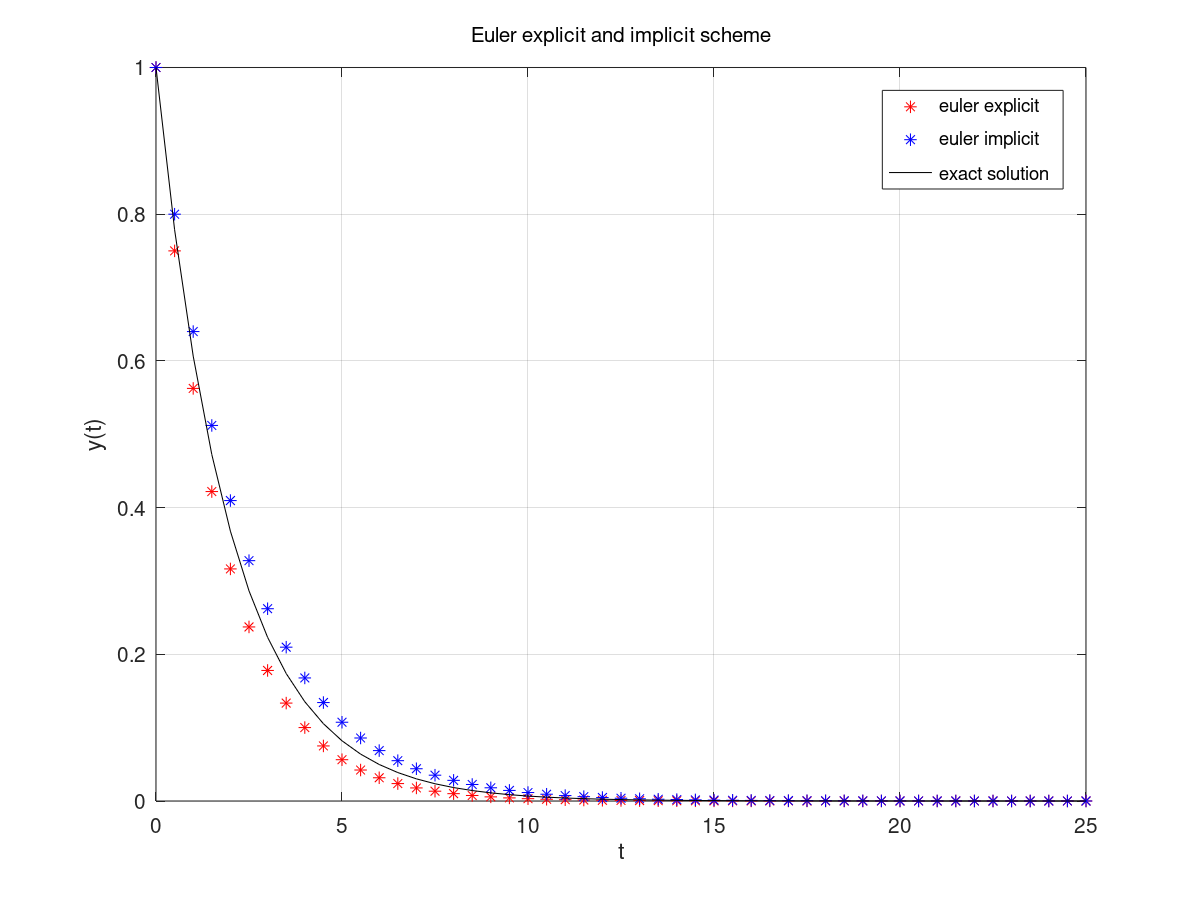 Euler explicit and implicit scheme
1
0.8
0.6
0.4
0.2
0
y(t)
euler explicit
euler implicit
exact solution
0 5 10 15 20 25
t